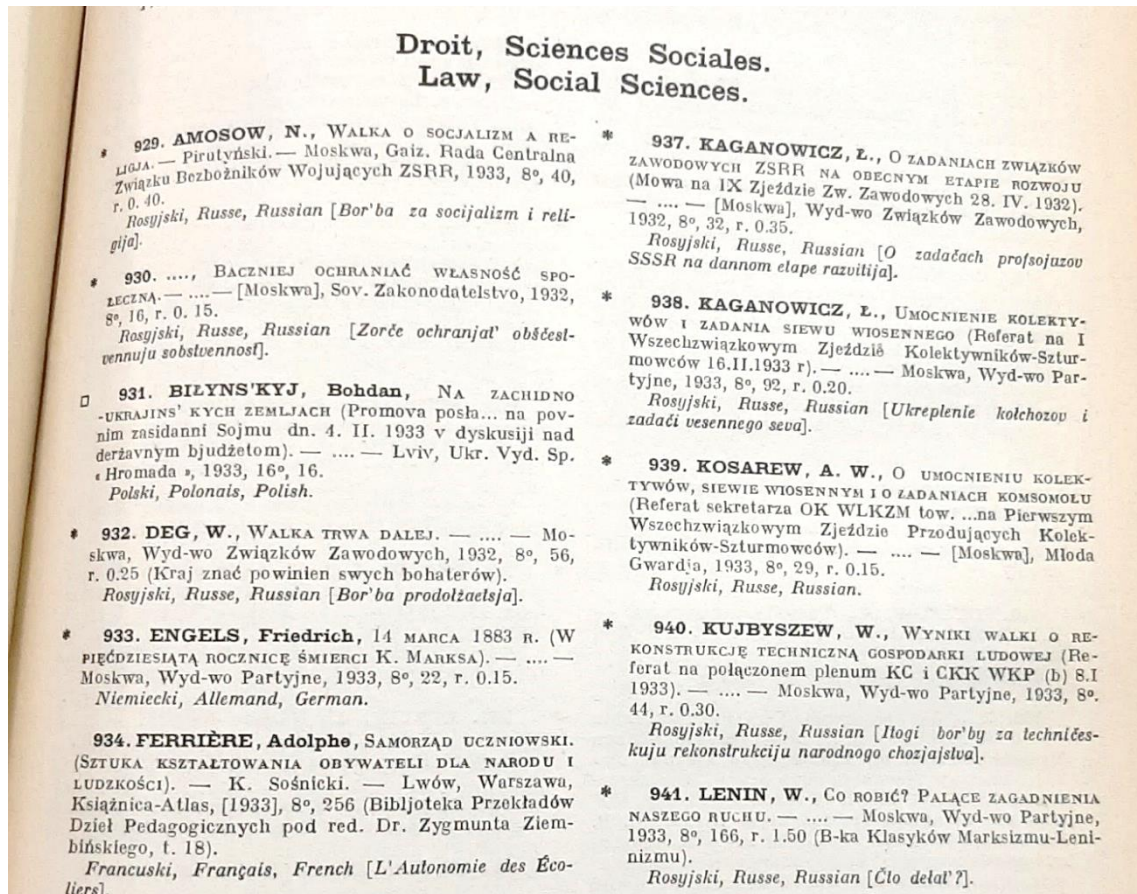 Droit, Sciences Sociales.
Law, Social Sciences.
* 929. AMOSOW, N., WALKA O SOCJALIZM A RE-
LIGJA. — Pirutyński. — Moskwa, Gaiz. Rada Centralna
Związku Bezbożników Wojujących ZSRR, 1933, 8º, 40,
r. 0. 40.
Rosyjski, Russe, Russian [Bor'ba za socijalizm i reli-
gija].
* 930. ...., BACZNIEJ OCHRANIAĆ WŁASNOŚĆ SPO-
ŁECZNĄ. — .... — [Moskwa], Sov. Zakonodatelstvo, 1932,
8º, 16, r. 0. 15.
Rosyjski, Russe, Russian [Zorče ochranjat' obščest-
vennuju sobstvennost].
□ 931. BIŁYNS'KYJ, Bohdan, NA ZACHIDNO
-UKRAJINS' KYCH ZEMLJACH (Promova posła... na pov-
nim zasidanni Sojmu dn. 4. II. 1933 v dyskusiji nad
derżavnym bjudżetom). — .... — Lviv, Ukr. Vyd. Sp.
« Hromada », 1933, 16º, 16.
Polski, Polonais, Polish.
* 932. DEG, W., WALKA TRWA DALEJ. — .... — Mo-
skwa, Wyd-wo Związków Zawodowych, 1932, 8º, 56,
r. 0.25 (Kraj znać powinien swych bohaterów).
Rosyjski, Russe, Russian [Bor'ba prodolżaetsja].
* 933. ENGELS, Friedrich, 14 MARCA 1883 R. (W
PIĘĆDZIESIĄTĄ ROCZNICĘ ŚMIERCI K. MARKSA). — .... —
Moskwa, Wyd-wo Partyjne, 1933, 8º, 22, r. 0.15.
Niemiecki, Allemand, German.
934. FERRIÈRE, Adolphe, SAMORZĄD UCZNIOWSKI.
(SZTUKA KSZTAŁTOWANIA OBYWATELI DLA NARODU I
LUDZKOŚCI). — K. Sośnicki. — Lwów, Warszawa,
Książnica-Atlas, [1933], 8º, 256 (Bibljoteka Przekładów
Dzieł Pedagogicznych pod red. Dr. Zygmunta Ziem-
bińskiego, t. 18).
Francuski, Français, French [L'Autonomie des Éco-
liers].
* 937. KAGANOWICZ, Ł., O ZADANIACH ZWIĄZKÓW
ZAWODOWYCH ZSRR NA OBECNYM ETAPIE ROZWOJU
(Mowa na IX Zjeździe Zw. Zawodowych 28. IV. 1932).
— .... — [Moskwa], Wyd-wo Związków Zawodowych,
1932, 8º, 32, r. 0.35.
Rosyjski, Russe, Russian [O zadačach profsojuzov
SSSR na dannom etape razvitija].
* 938. KAGANOWICZ, Ł., UMOCNIENIE KOLEKTY-
WÓW I ZADANIA SIEWU WIOSENNEGO (Referat na I
Wszechzwiązkowym Zjeździe Kolektywników-Sztur-
mowców 16.II.1933 r). — .... — Moskwa, Wyd-wo Par-
tyjne, 1933, 8º, 92, r. 0.20.
Rosyjski, Russe, Russian [Ukreplenie kołchozov i
zadači vesennego seva].
* 939. KOSAREW, A. W., O UMOCNIENIU KOLEK-
TYWÓW, SIEWIE WIOSENNYM I O ZADANIACH KOMSOMOŁU
(Referat sekretarza OK WLKZM tow. ...na Pierwszym
Wszechzwiązkowym Zjeździe Przodujących Kolek-
tywników-Szturmowców). — .... — [Moskwa], Młoda
Gwardja, 1933, 8º, 29, r. 0.15.
Rosyjski, Russe, Russian.
* 940. KUJBYSZEW, W., WYNIKI WALKI O RE-
KONSTRUKCJĘ TECHNICZNĄ GOSPODARKI LUDOWEJ (Re-
ferat na połączonem plenum KC i CKK WKP (b) 8.I
1933). — .... — Moskwa, Wyd-wo Partyjne, 1933, 8º.
44, r. 0.30.
Rosyjski, Russe, Russian [Itogi bor'by za techničes-
kuju rekonstrukciju narodnogo chozjajstva].
* 941. LENIN, W., CO ROBIĆ? PALĄCE ZAGADNIENIA
NASZEGO RUCHU. — .... — Moskwa, Wyd-wo Partyjne,
1933, 8º, 166, r. 1.50 (B-ka Klasyków Marksizmu-Leni-
nizmu).
Rosyjski, Russe, Russian [Čto delat'?].